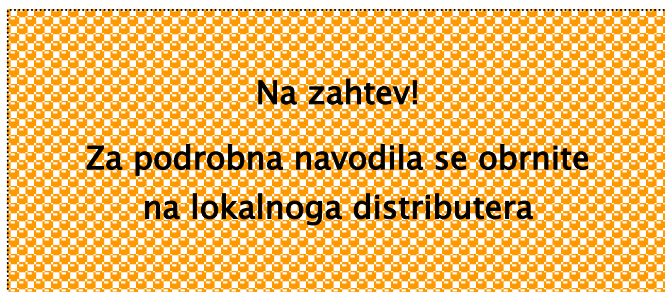 Na zahtev!
Za podrobna navodila se obrnite
na lokalnoga distributera